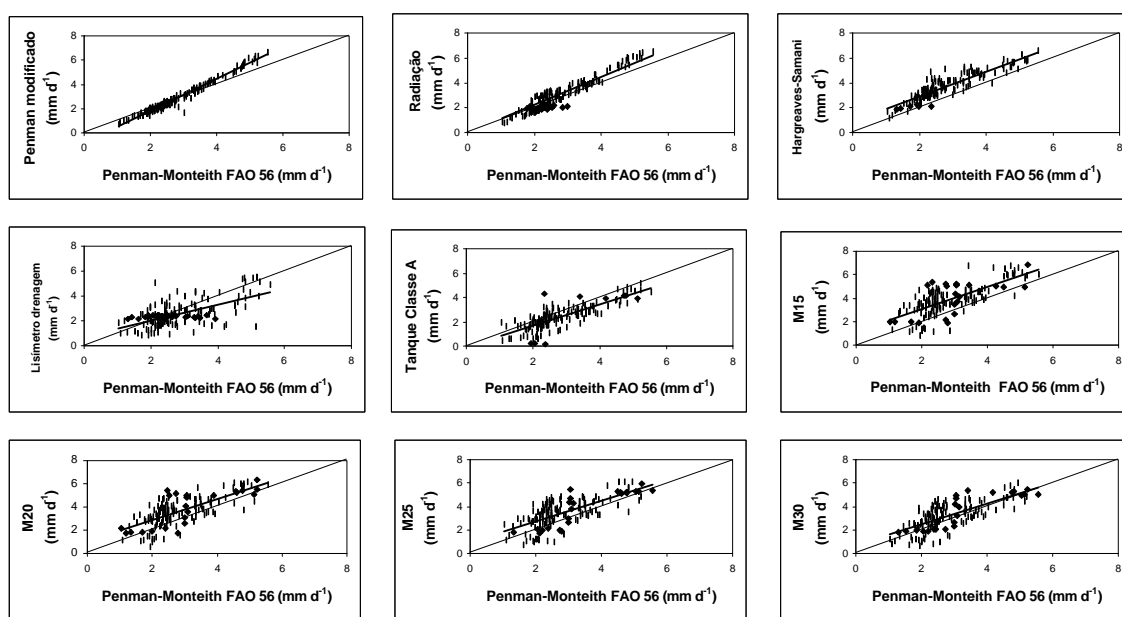 8
6
4
2
0
0 2 4 6 8
Penman modificado
(mm d-1)
Penman-Monteith FAO 56 (mm d-1)
8
6
4
2
0
0 2 4 6 8
Radiação
(mm d-1)
Penman-Monteith FAO 56 (mm d-1)
8
6
4
2
0
0 2 4 6 8
Hargreaves-Samani
(mm d-1)
Penman-Monteith FAO 56 (mm d-1)
8
6
4
2
0
0 2 4 6 8
Lisímetro drenagem
(mm d-1)
Penman-Monteith FAO 56 (mm d-1)
8
6
4
2
0
0 2 4 6 8
Tanque Classe A
(mm d-1)
Penman-Monteith FAO 56 (mm d-1)
8
6
4
2
0
0 2 4 6 8
M15
(mm d-1)
Penman-Monteith FAO 56 (mm d-1)
8
6
4
2
0
0 2 4 6 8
M20
(mm d-1)
Penman-Monteith FAO 56 (mm d-1)
8
6
4
2
0
0 2 4 6 8
M25
(mm d-1)
Penman-Monteith FAO 56 (mm d-1)
8
6
4
2
0
0 2 4 6 8
M30
(mm d-1)
Penman-Monteith FAO 56 (mm d-1)